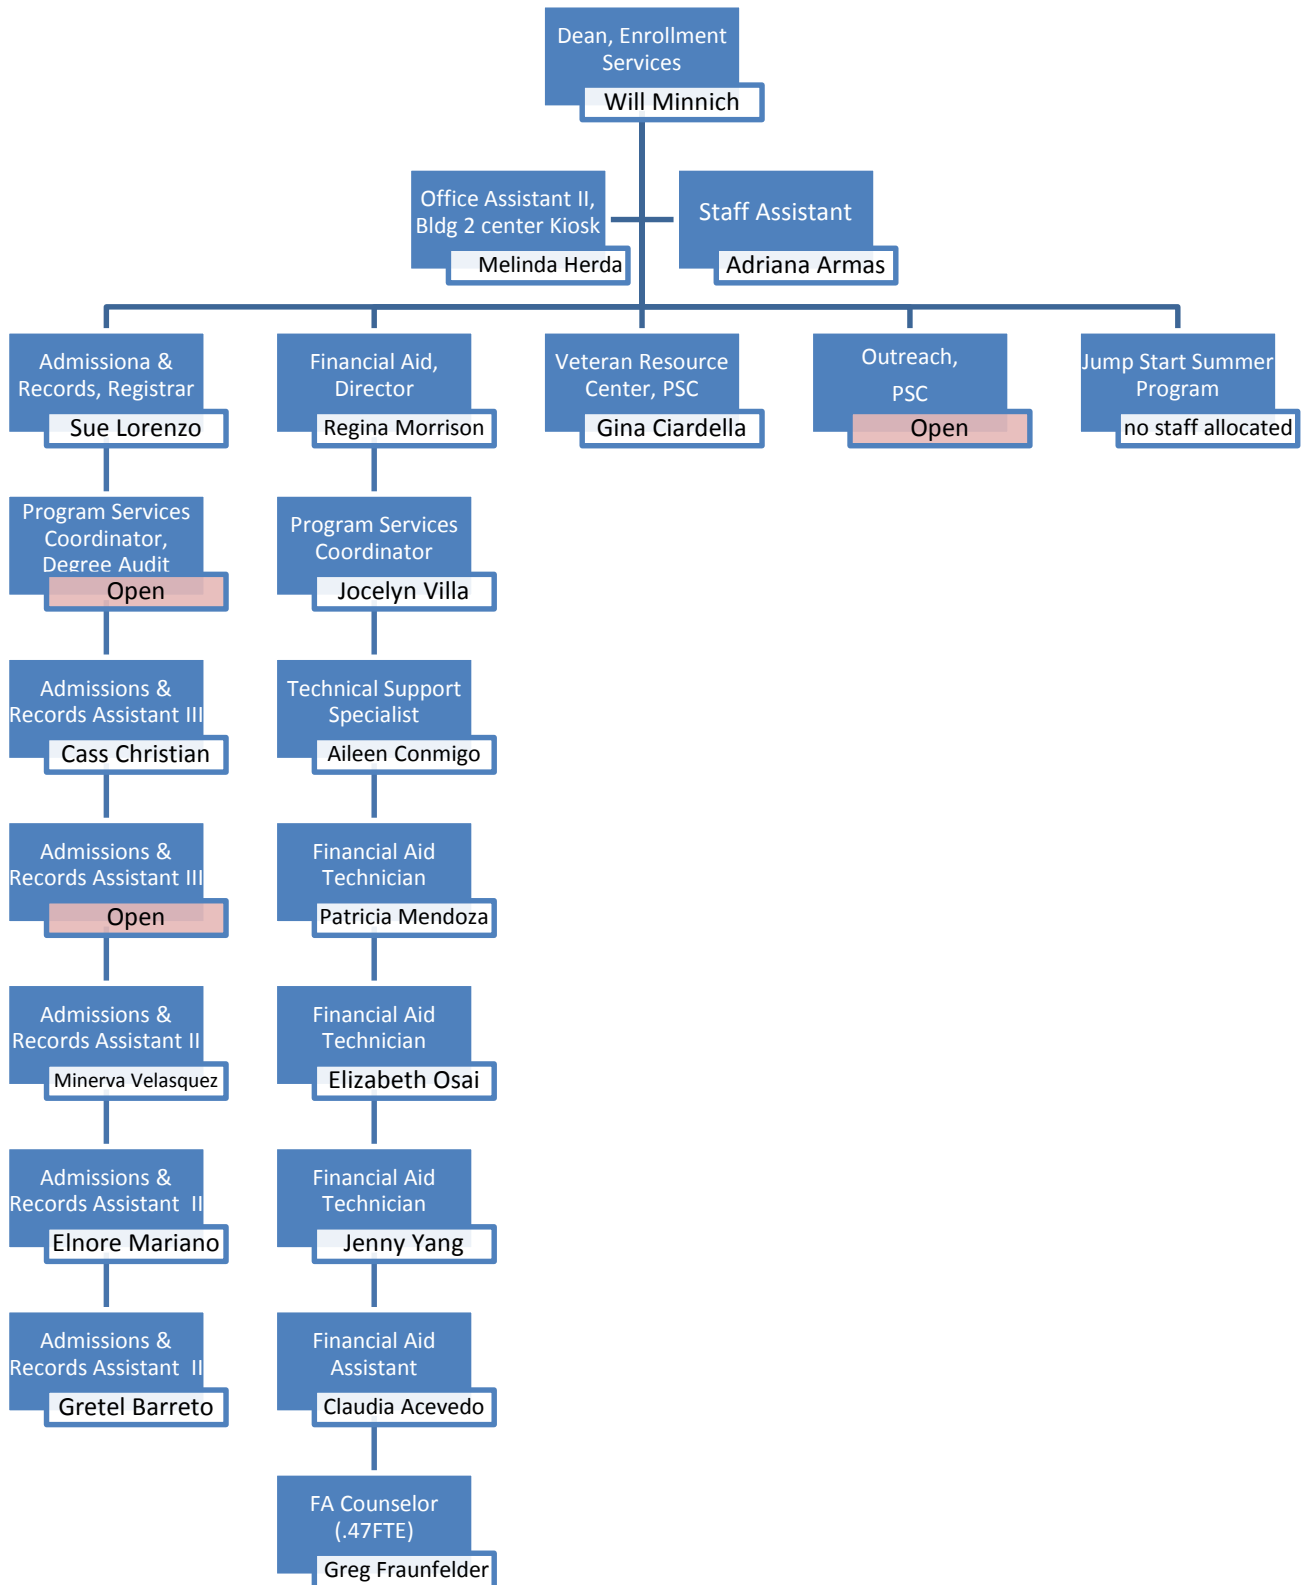 Dean, Enrollment
Services
Will Minnich
Office Assistant II,
Bldg 2 center Kiosk
Melinda Herda
Staff Assistant
Adriana Armas
Admissiona &
Records, Registrar
Sue Lorenzo
Financial Aid,
Director
Regina Morrison
Veteran Resource
Center, PSC
Gina Ciardella
Outreach,
PSC
Open
Jump Start Summer
Program
no staff allocated
Program Services
Coordinator,
Degree Audit
Open
Program Services
Coordinator
Jocelyn Villa
Admissions &
Records Assistant III
Cass Christian
Technical Support
Specialist
Aileen Conmigo
Admissions &
Records Assistant III
Open
Financial Aid
Technician
Patricia Mendoza
Admissions &
Records Assistant II
Minerva Velasquez
Financial Aid
Technician
Elizabeth Osai
Admissions &
Records Assistant  II
Elnore Mariano
Financial Aid
Technician
Jenny Yang
Admissions &
Records Assistant  II
Gretel Barreto
Financial Aid
Assistant
Claudia Acevedo
FA Counselor
(.47FTE)
Greg Fraunfelder